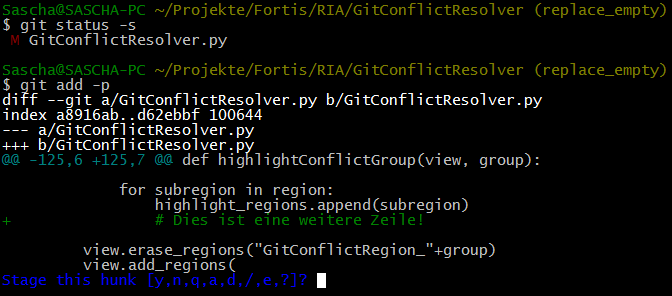 Sascha@SASCHA-PC ~/Projekte/Fortis/RIA/GitConflictResolver (replace_empty)
$ git status -s
 M GitConflictResolver.py

Sascha@SASCHA-PC ~/Projekte/Fortis/RIA/GitConflictResolver (replace_empty)
$ git add -p
diff --git a/GitConflictResolver.py b/GitConflictResolver.py
index a8916ab..d62ebbf 100644
--- a/GitConflictResolver.py
+++ b/GitConflictResolver.py
@@ -125,6 +125,7 @@ def highlightConflictGroup(view, group):

             for subregion in region:
                 highlight_regions.append(subregion)
+                # Dies ist eine weitere Zeile!

         view.erase_regions("GitConflictRegion_"+group)
         view.add_regions(
Stage this hunk [y,n,q,a,d,/,e,?]?